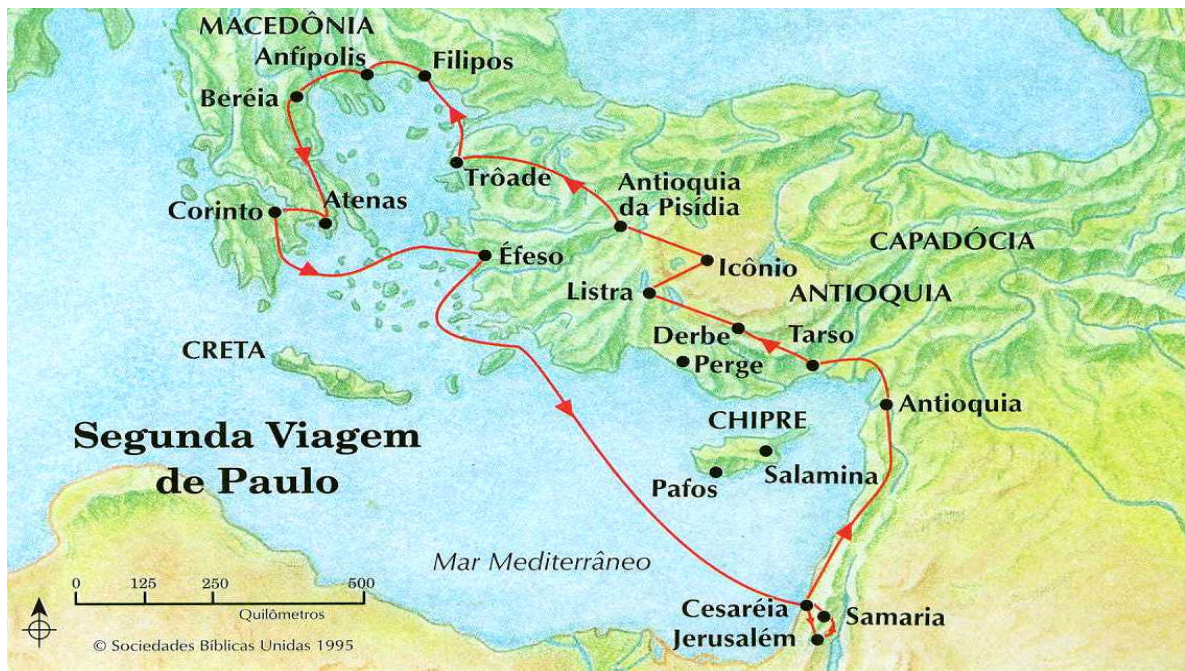 MACEDÔNIA
Anfípolis
Filipos
Beréia
Trôade
Antioquia
da Pisídia
Corinto
Atenas
CAPADÓCIA
Éfeso
Icônio
Listra
ANTIOQUIA
Derbe
Tarso
CRETA
Perge
Antioquia
CHIPRE
Segunda Viagem
de Paulo
Salamina
Pafos
Mar Mediterrâneo
0 125 250 500
Quilômetros
Cesaréia
Samaria
Jerusalém
© Sociedades Bíblicas Unidas 1995